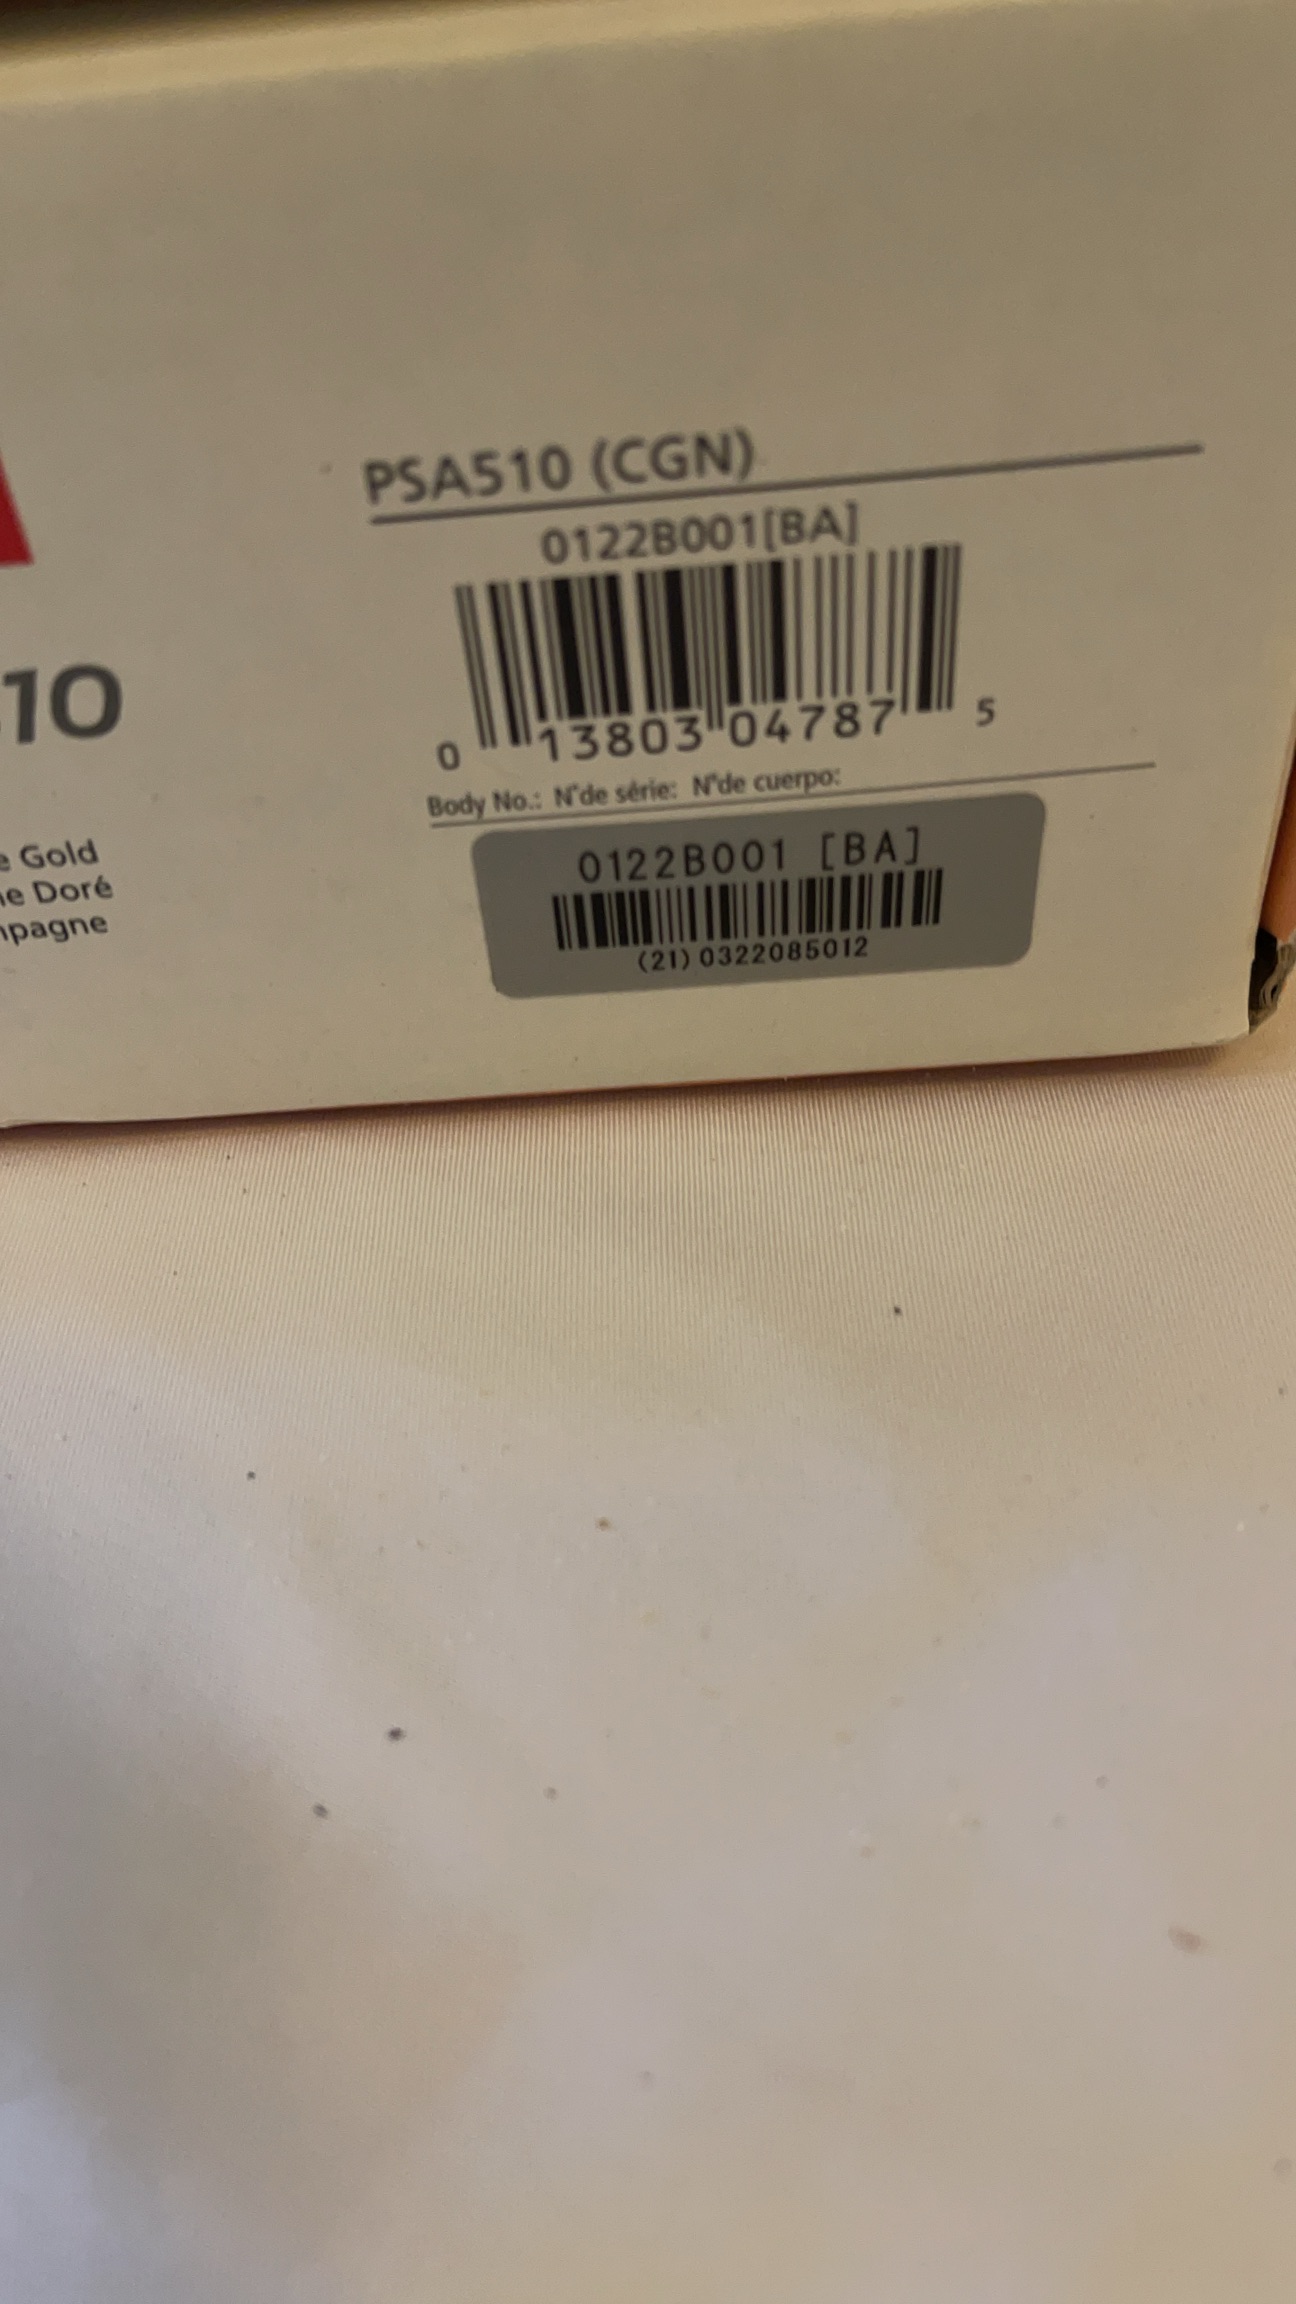 PSA510 (CGN)
0122B001[BA]
0 13803 04787 5
Body No.: N°de série: N°de cuerpo:
0122B001 [BA]
(21) 0322085012
10
Gold
Doré